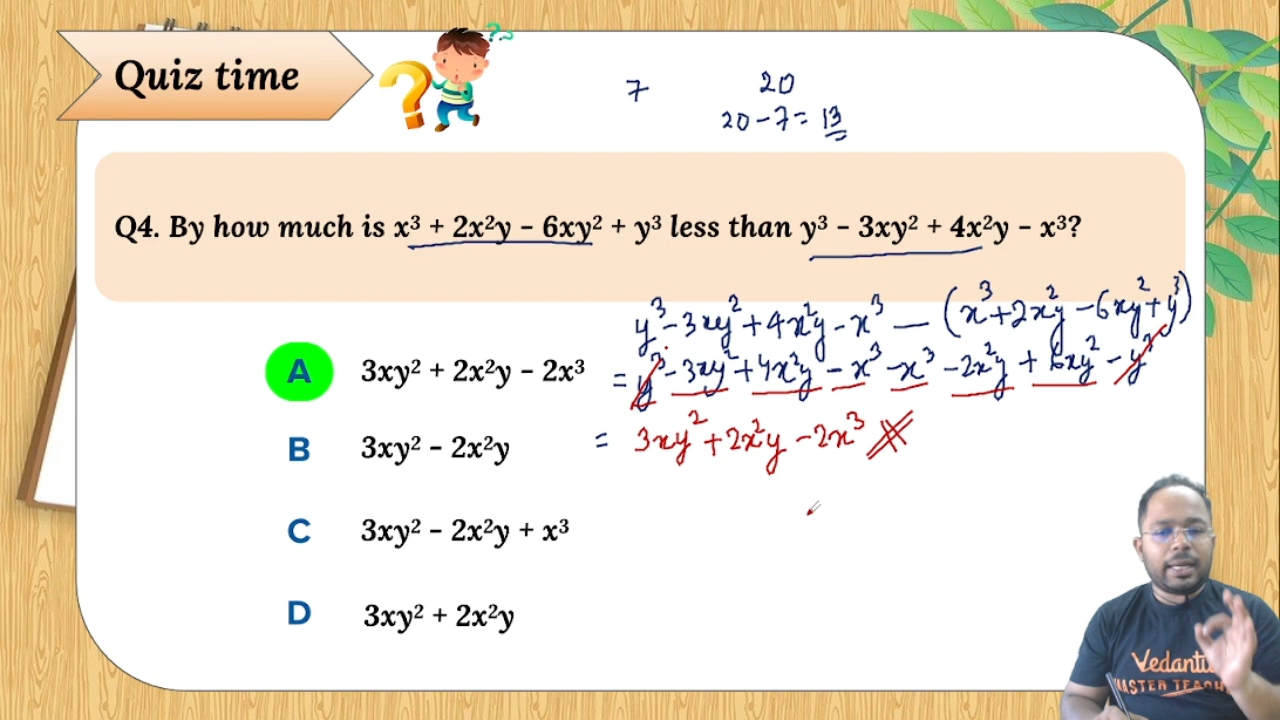 Quiz time
7 20
20 - 7 = 13
Q4. By how much is x³ + 2x²y - 6xy² + y³ less than y³ - 3xy² + 4x²y - x³?
y³ - 3xy² + 4x²y - x³ — (x³ + 2x²y - 6xy² + y³)
= y³ - 3xy² + 4x²y - x³ - x³ - 2x²y + 6xy² - y³
= 3xy² + 2x²y - 2x³
A 3xy² + 2x²y - 2x³
B 3xy² - 2x²y
C 3xy² - 2x²y + x³
D 3xy² + 2x²y
MASTER